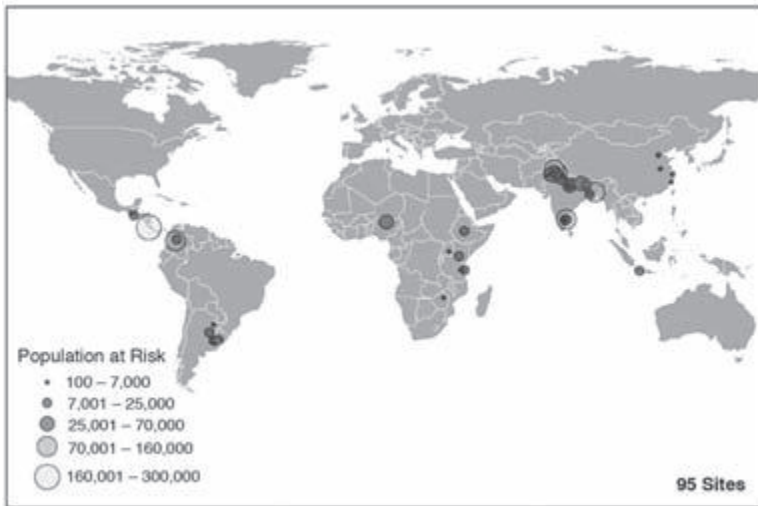 Population at Risk
100 – 7,000
7,001 – 25,000
25,001 – 70,000
70,001 – 160,000
160,001 – 300,000
95 Sites